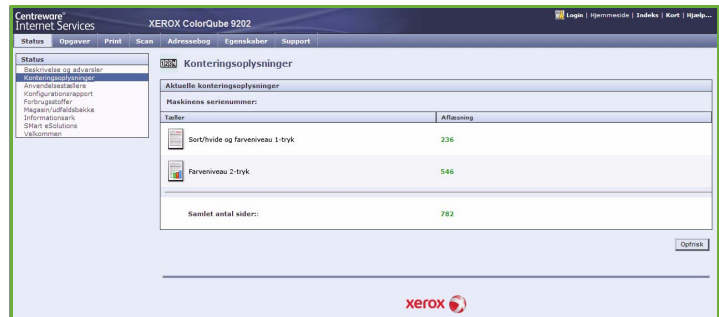 Centreware®
Internet Services
XEROX ColorQube 9202
Login | Hjemmeside | Indeks | Kort | Hjælp...
Status Opgaver Print Scan Adressebog Egenskaber Support
Status
Beskrivelse og advarsler
Konteringsoplysninger
Anvendelsestællere
Konfigurationsrapport
Forbrugsstoffer
Magasin/udfaldsbakke
Informationsark
SMart eSolutions
Velkommen
Konteringsoplysninger
Aktuelle konteringsoplysninger
Maskinens serienummer:
Tæller Aflæsning
Sort/hvide og farveniveau 1-tryk 236
Farveniveau 2-tryk 546
Samlet antal sider:: 782
Opfrisk
xerox